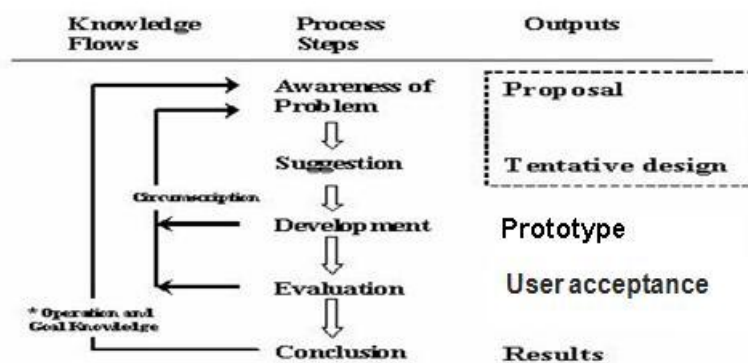 Knowledge Flows
Process Steps
Outputs
Awareness of Problem
Proposal
Suggestion
Tentative design
Circumscription
Development
Prototype
Evaluation
User acceptance
* Operation and
Goal Knowledge
Conclusion
Results